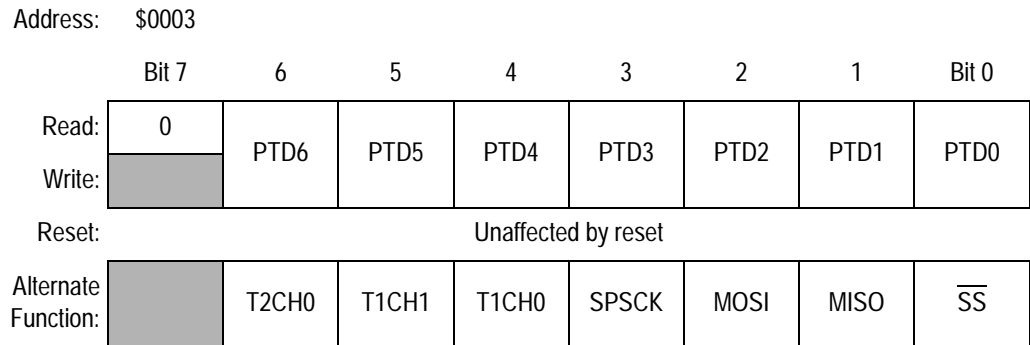 Address: $0003
Bit 7 6 5 4 3 2 1 Bit 0
Read: 0 PTD6 PTD5 PTD4 PTD3 PTD2 PTD1 PTD0
Write:
Reset: Unaffected by reset
Alternate
Function: T2CH0 T1CH1 T1CH0 SPSCK MOSI MISO S̅S̅